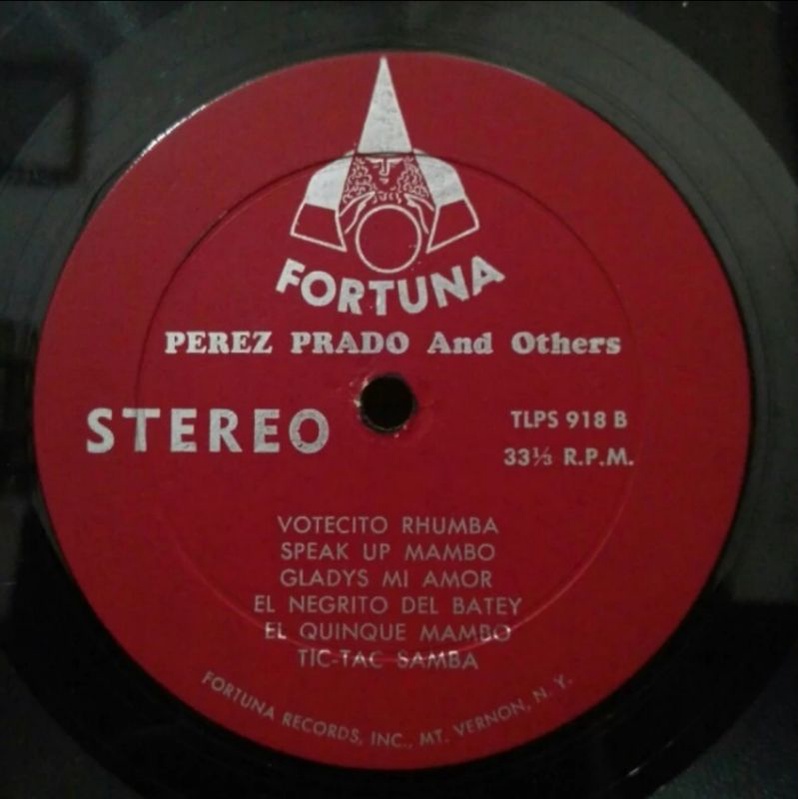 FORTUNA
PEREZ PRADO And Others
STEREO
TLPS 918 B
33⅓ R.P.M.
VOTECITO RHUMBA
SPEAK UP MAMBO
GLADYS MI AMOR
EL NEGRITO DEL BATEY
EL QUINQUE MAMBO
TIC-TAC SAMBA
FORTUNA RECORDS, INC., MT. VERNON, N. Y.